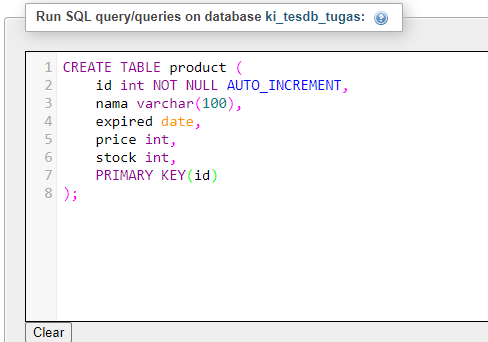 Run SQL query/queries on database ki_tesdb_tugas:
1 CREATE TABLE product (
2 id int NOT NULL AUTO_INCREMENT,
3 nama varchar(100),
4 expired date,
5 price int,
6 stock int,
7 PRIMARY KEY(id)
8 );
Clear